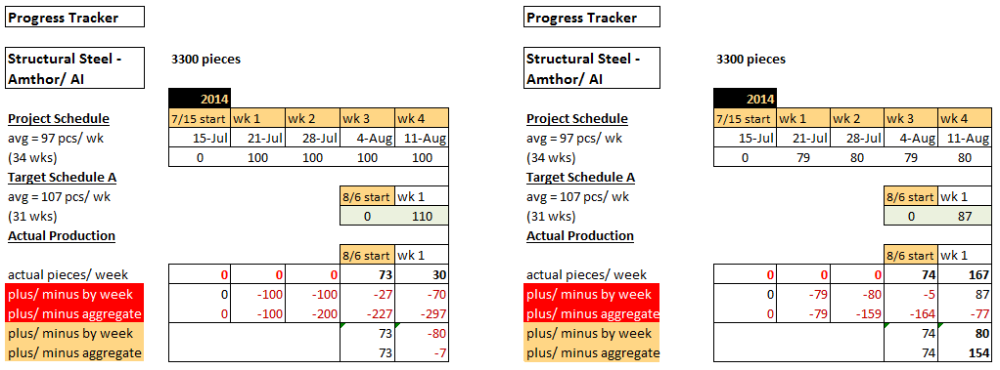 Progress Tracker
Structural Steel -
Amthor/ AI
3300 pieces
2014
Project Schedule 7/15 start wk 1 wk 2 wk 3 wk 4
avg = 97 pcs/ wk 15-Jul 21-Jul 28-Jul 4-Aug 11-Aug
(34 wks) 0 100 100 100 100
Target Schedule A
avg = 107 pcs/ wk 8/6 start wk 1
(31 wks) 0 110
Actual Production
8/6 start wk 1
actual pieces/ week 0 0 0 73 30
plus/ minus by week 0 -100 -100 -27 -70
plus/ minus aggregate 0 -100 -200 -227 -297
plus/ minus by week 73 -80
plus/ minus aggregate 73 -7
Progress Tracker
Structural Steel -
Amthor/ AI
3300 pieces
2014
Project Schedule 7/15 start wk 1 wk 2 wk 3 wk 4
avg = 97 pcs/ wk 15-Jul 21-Jul 28-Jul 4-Aug 11-Aug
(34 wks) 0 79 80 79 80
Target Schedule A
avg = 107 pcs/ wk 8/6 start wk 1
(31 wks) 0 87
Actual Production
8/6 start wk 1
actual pieces/ week 0 0 0 74 167
plus/ minus by week 0 -79 -80 -5 87
plus/ minus aggregate 0 -79 -159 -164 -77
plus/ minus by week 74 80
plus/ minus aggregate 74 154